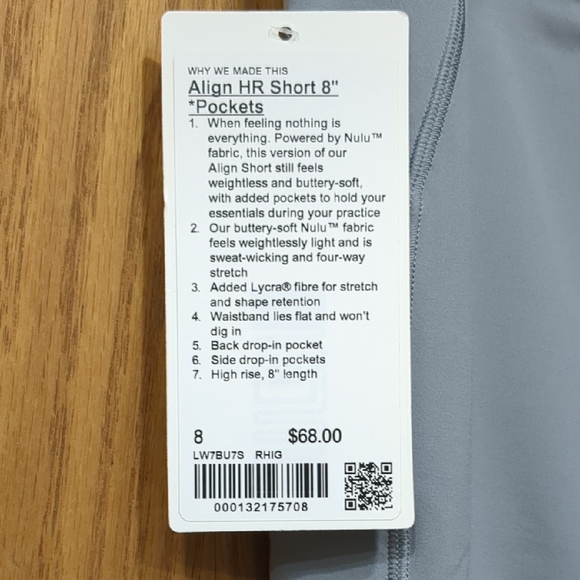 WHY WE MADE THIS
Align HR Short 8"
*Pockets
1. When feeling nothing is
everything. Powered by Nulu™
fabric, this version of our
Align Short still feels
weightless and buttery-soft,
with added pockets to hold your
essentials during your practice
2. Our buttery-soft Nulu™ fabric
feels weightlessly light and is
sweat-wicking and four-way
stretch
3. Added Lycra® fibre for stretch
and shape retention
4. Waistband lies flat and won't
dig in
5. Back drop-in pocket
6. Side drop-in pockets
7. High rise, 8" length
8 $68.00
LW7BU7S RHIG
000132175708